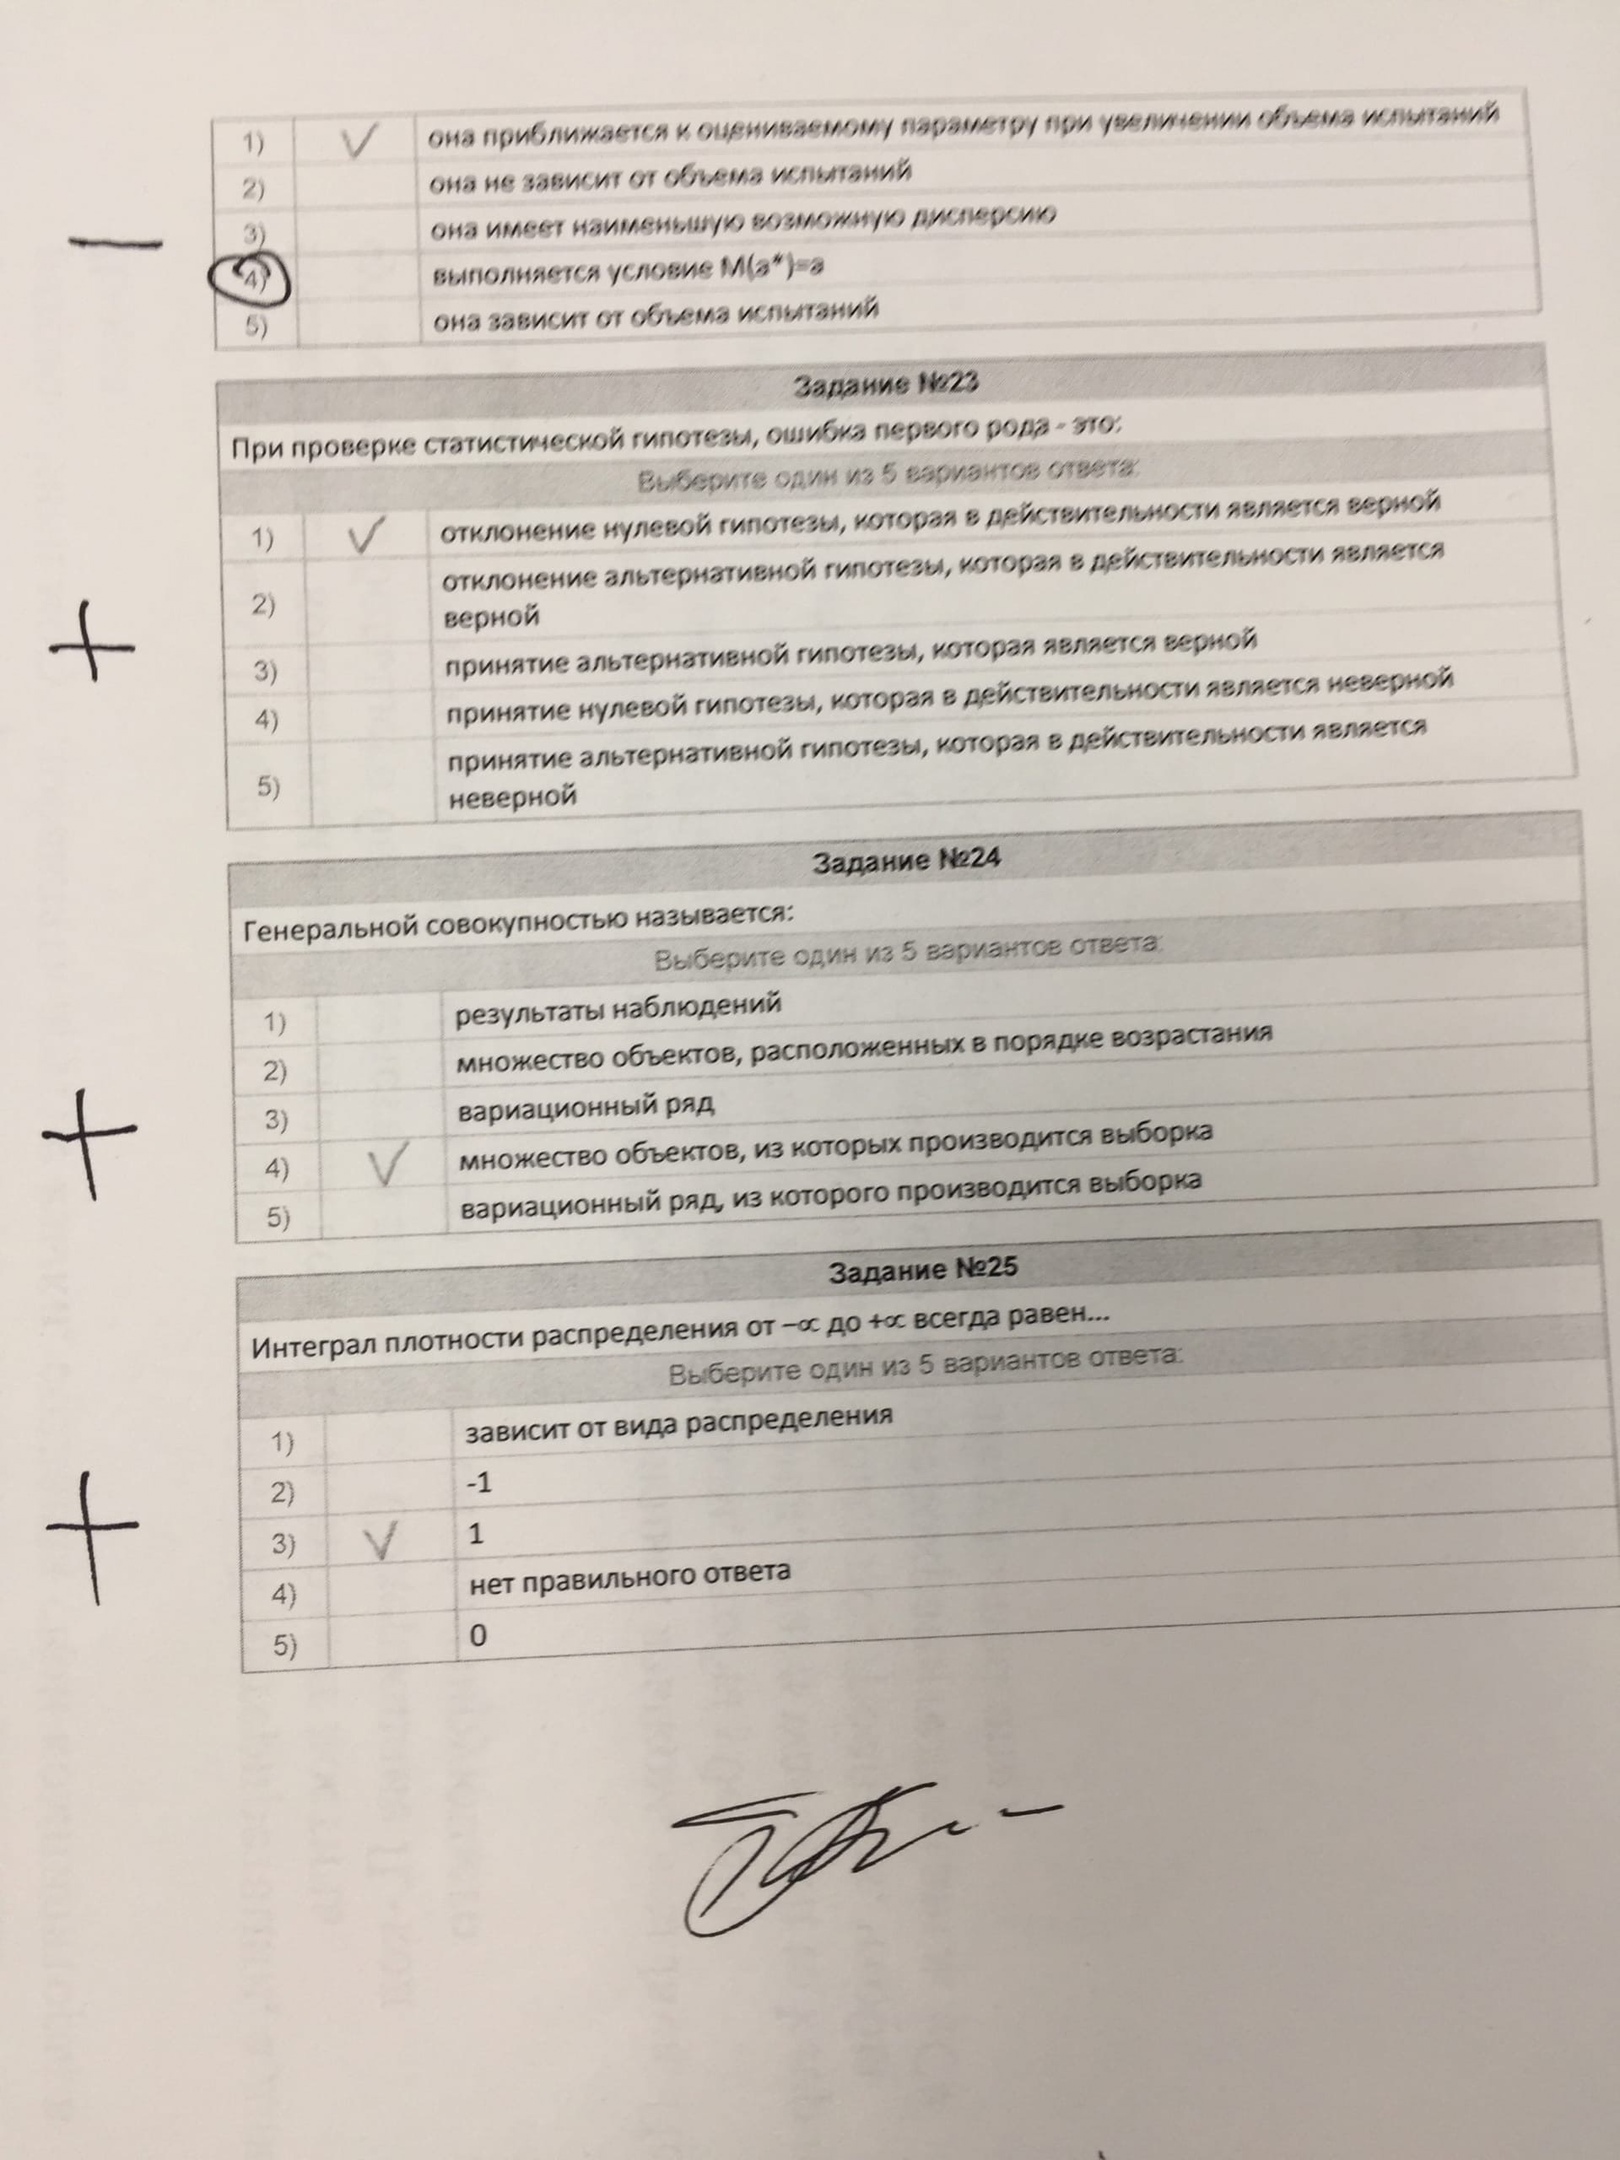 1) V она приближается к оцениваемому параметру при увеличении объема испытаний
2) она не зависит от объема испытаний
3) она имеет наименьшую возможную дисперсию
4) выполняется условие M(a*)=a
5) она зависит от объема испытаний
Задание №23
При проверке статистической гипотезы, ошибка первого рода - это:
Выберите один из 5 вариантов ответа:
1) V отклонение нулевой гипотезы, которая в действительности является верной
2) отклонение альтернативной гипотезы, которая в действительности является
верной
3) принятие альтернативной гипотезы, которая является верной
4) принятие нулевой гипотезы, которая в действительности является неверной
5) принятие альтернативной гипотезы, которая в действительности является
неверной
Задание №24
Генеральной совокупностью называется:
Выберите один из 5 вариантов ответа:
1) результаты наблюдений
2) множество объектов, расположенных в порядке возрастания
3) вариационный ряд
4) V множество объектов, из которых производится выборка
5) вариационный ряд, из которого производится выборка
Задание №25
Интеграл плотности распределения от −∝ до +∝ всегда равен...
Выберите один из 5 вариантов ответа:
1) зависит от вида распределения
2) -1
3) V 1
4) нет правильного ответа
5) 0